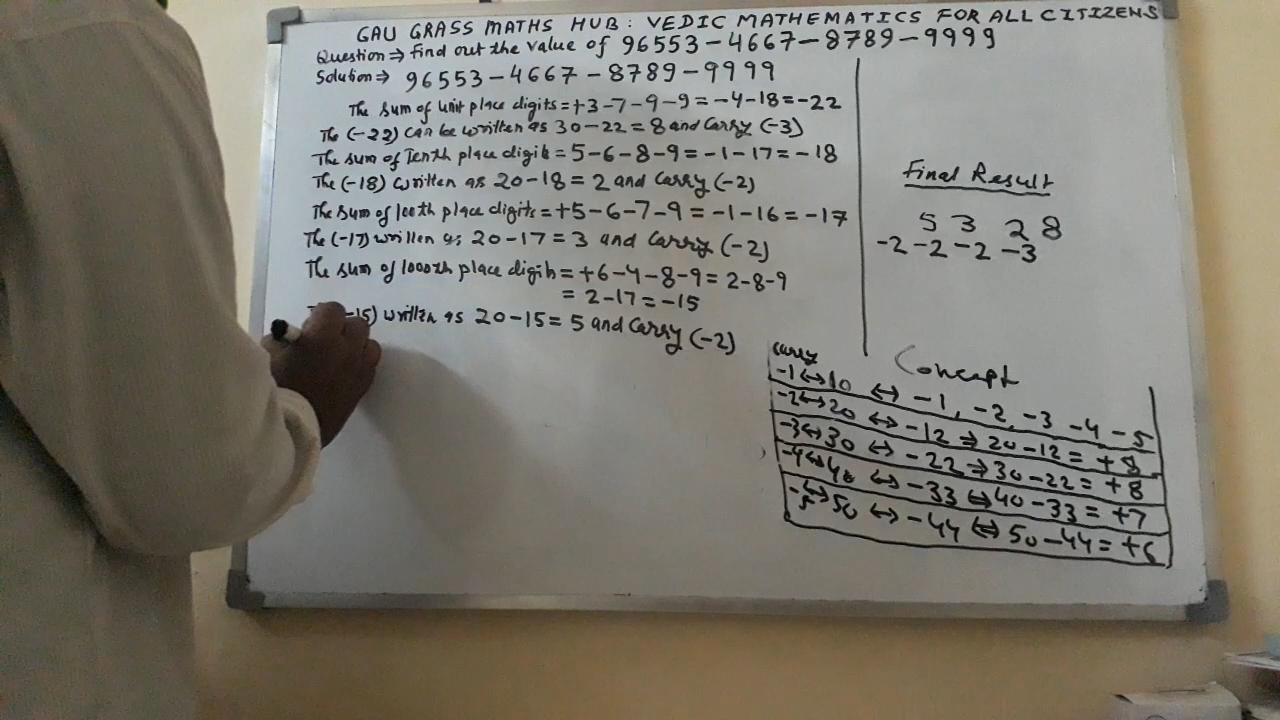 GAU GRASS MATHS HUB: VEDIC MATHEMATICS FOR ALL CITIZENS
Question ⇒ find out the value of 96553-4667-8789-9999
Solution ⇒ 96553-4667-8789-9999
The sum of unit place digits = +3-7-9-9 = -4-18 = -22
The (-22) can be written as 30-22 = 8 and carry (-3)
The sum of Tenth place digits = 5-6-8-9 = -1-17 = -18
The (-18) written as 20-18 = 2 and carry (-2)
The sum of 100th place digits = +5-6-7-9 = -1-16 = -17
The (-17) written as 20-17 = 3 and carry (-2)
The sum of 1000th place digits = +6-4-8-9 = 2-8-9
= 2-17 = -15
-15) written as 20-15 = 5 and carry (-2)
Final Result
5 3 2 8
-2 -2 -2 -3
Concept
carry
-1 ↔ 10 ↔ -1, -2, -3 -4 -5
-2 ↔ 20 ↔ -12 ⇒ 20-12 = +8
-3 ↔ 30 ↔ -22 ⇒ 30-22 = +8
-4 ↔ 40 ↔ -33 ⇔ 40-33 = +7
-5 ↔ 50 ↔ -44 ⇔ 50-44 = +6